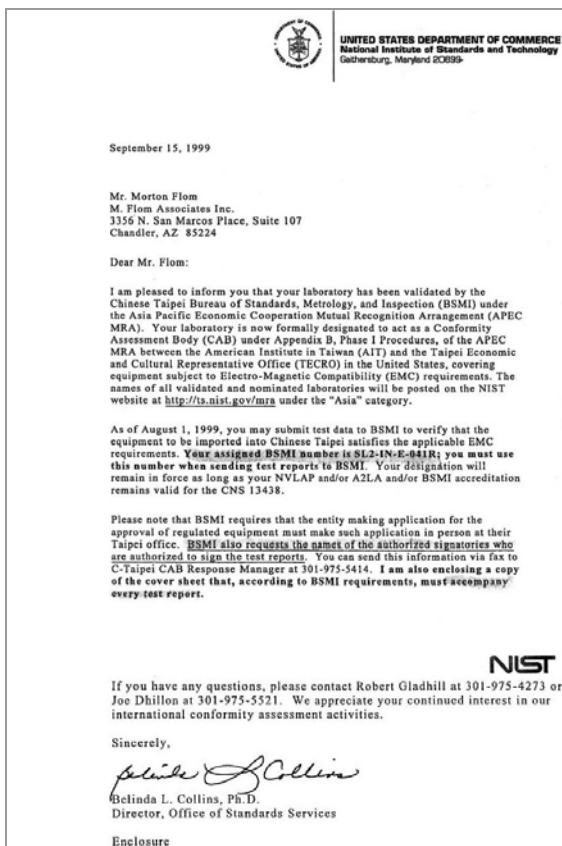 UNITED STATES DEPARTMENT OF COMMERCE
National Institute of Standards and Technology
Gaithersburg, Maryland 20899-
September 15, 1999
Mr. Morton Flom
M. Flom Associates Inc.
3356 N. San Marcos Place, Suite 107
Chandler, AZ 85224
Dear Mr. Flom:
I am pleased to inform you that your laboratory has been validated by the
Chinese Taipei Bureau of Standards, Metrology, and Inspection (BSMI) under
the Asia Pacific Economic Cooperation Mutual Recognition Arrangement (APEC
MRA). Your laboratory is now formally designated to act as a Conformity
Assessment Body (CAB) under Appendix B, Phase I Procedures, of the APEC
MRA between the American Institute in Taiwan (AIT) and the Taipei Economic
and Cultural Representative Office (TECRO) in the United States, covering
equipment subject to Electro-Magnetic Compatibility (EMC) requirements. The
names of all validated and nominated laboratories will be posted on the NIST
website at http://ts.nist.gov/mra under the "Asia" category.
As of August 1, 1999, you may submit test data to BSMI to verify that the
equipment to be imported into Chinese Taipei satisfies the applicable EMC
requirements. Your assigned BSMI number is SL2-IN-E-041R; you must use
this number when sending test reports to BSMI. Your designation will
remain in force as long as your NVLAP and/or A2LA and/or BSMI accreditation
remains valid for the CNS 13438.
Please note that BSMI requires that the entity making application for the
approval of regulated equipment must make such application in person at their
Taipei office. BSMI also requests the names of the authorized signatories who
are authorized to sign the test reports. You can send this information via fax to
C-Taipei CAB Response Manager at 301-975-5414. I am also enclosing a copy
of the cover sheet that, according to BSMI requirements, must accompany
every test report.
NIST
If you have any questions, please contact Robert Gladhill at 301-975-4273 or
Joe Dhillon at 301-975-5521. We appreciate your continued interest in our
international conformity assessment activities.
Sincerely,
Belinda L Collins
Belinda L. Collins, Ph.D.
Director, Office of Standards Services
Enclosure